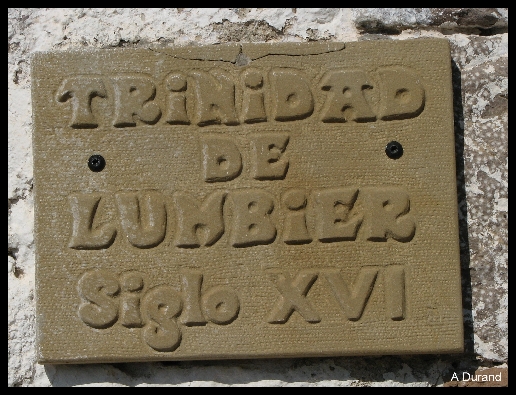 TRiNiDAD
DE
LUMBiER
Siglo XVI
A Durand